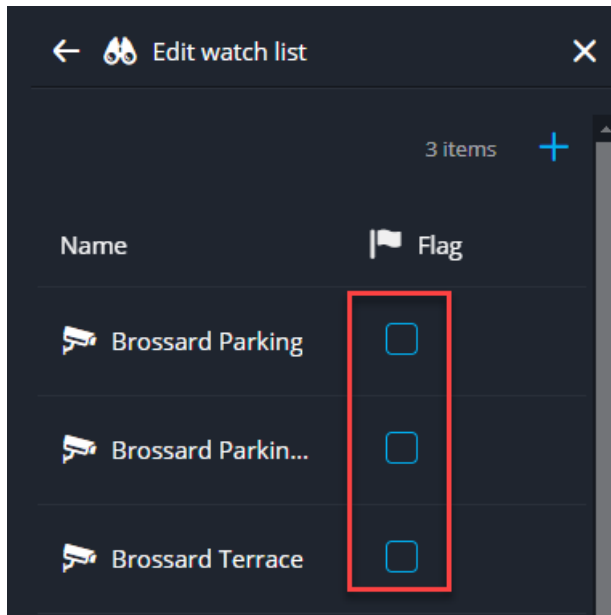 Edit watch list
3 items
Name Flag
Brossard Parking
Brossard Parkin...
Brossard Terrace